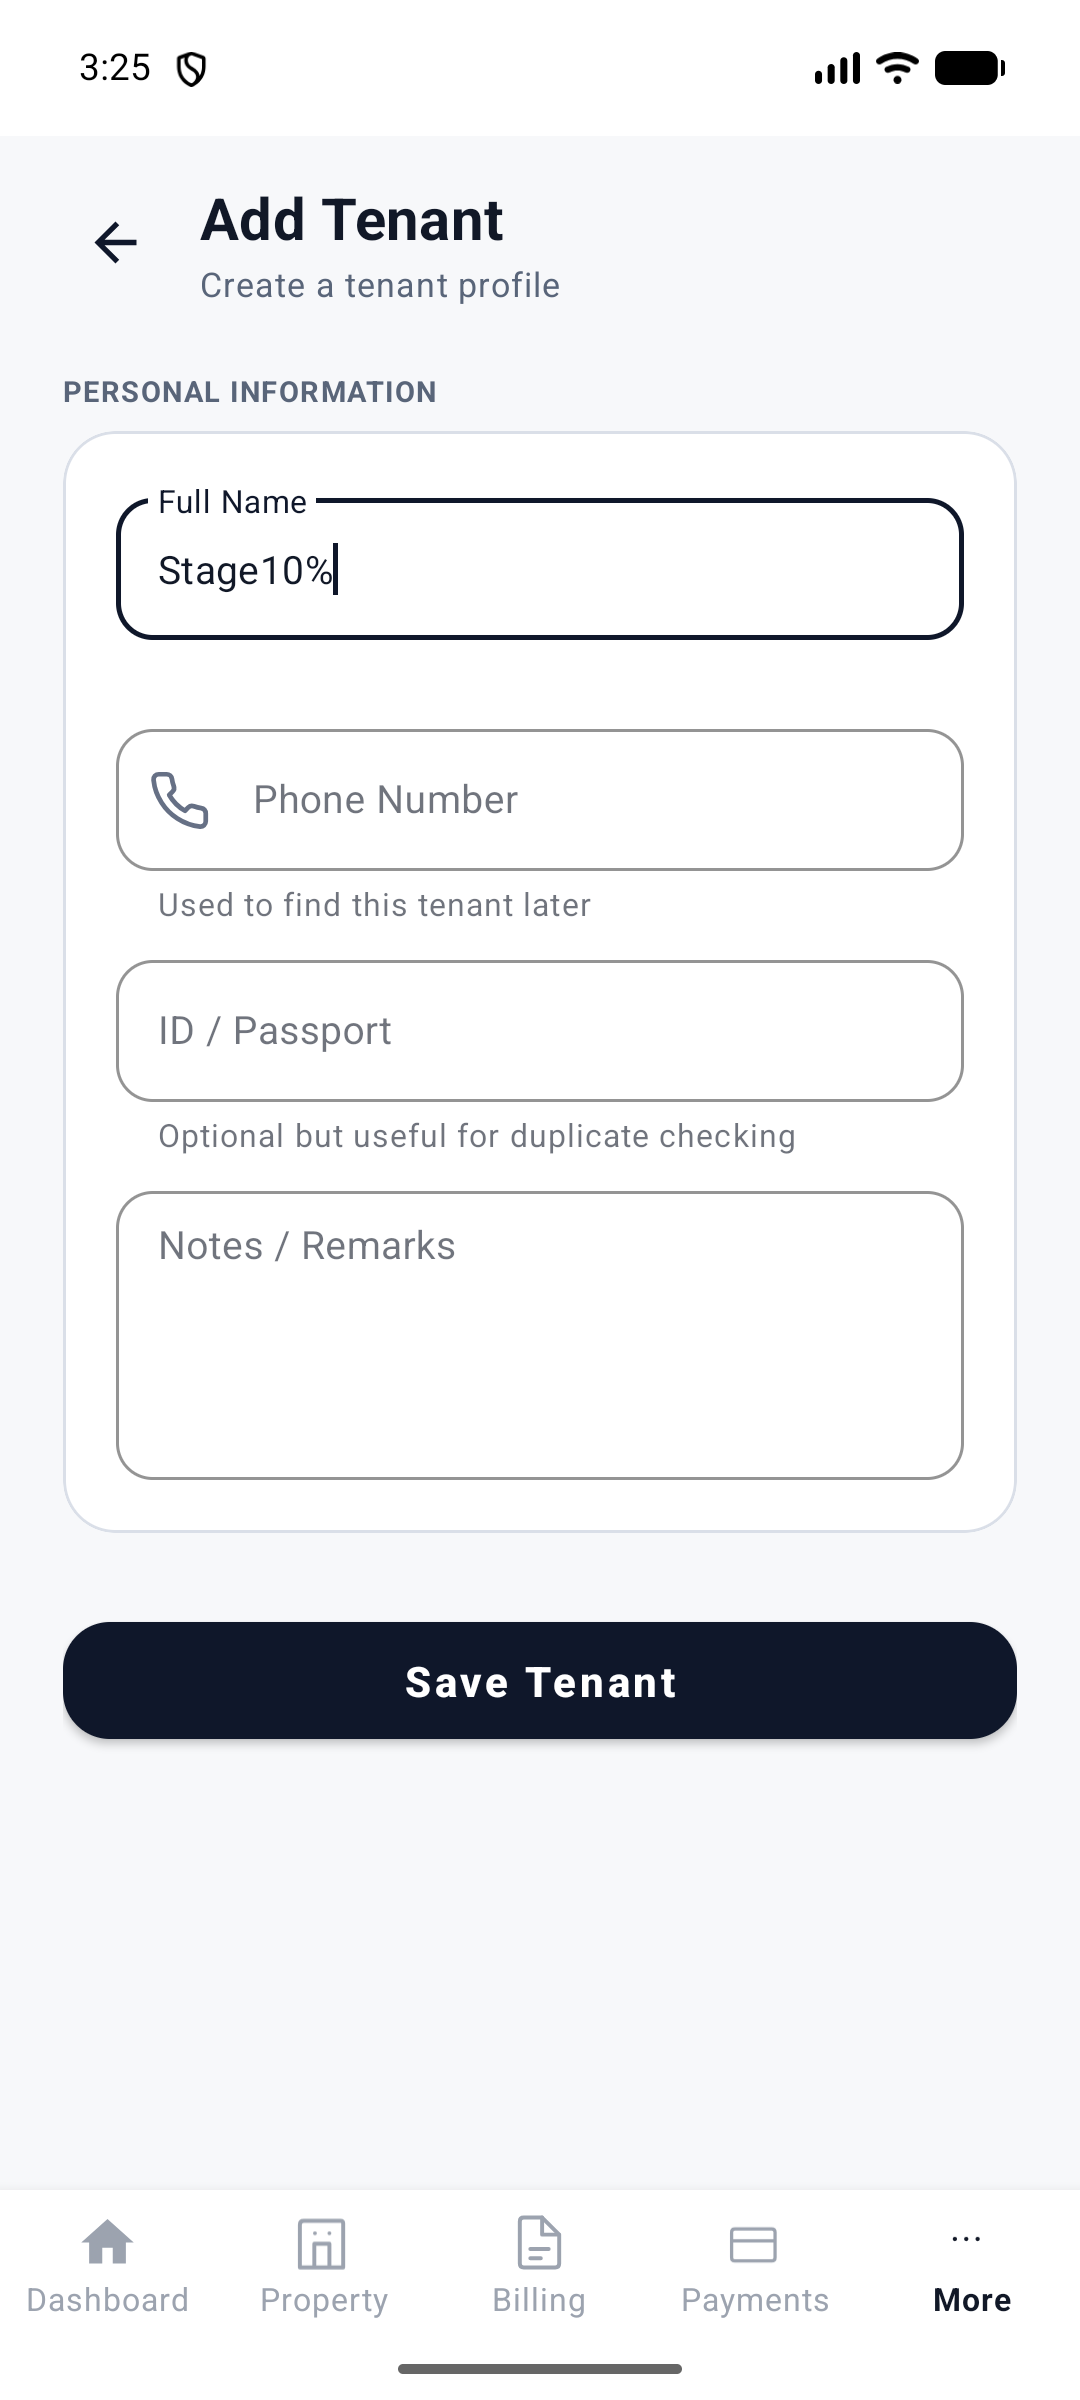 3:25
Add Tenant
Create a tenant profile
PERSONAL INFORMATION
Full Name
Stage10%
Phone Number
Used to find this tenant later
ID / Passport
Optional but useful for duplicate checking
Notes / Remarks
Save Tenant
Dashboard Property Billing Payments More